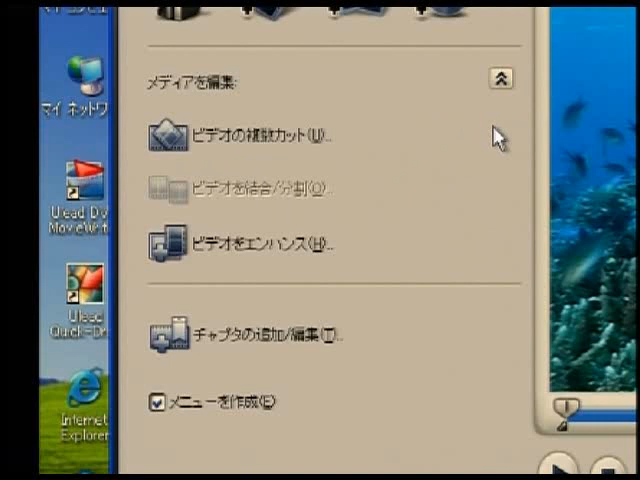 マイ ネットワ
メディアを編集:
ビデオの複数カット(U)...
ビデオを結合/分割(O)...
Ulead
ビデオをエンハンス(H)...
チャプタの追加/編集(T)...
Ulead
メニューを作成(E)
Internet
Explorer